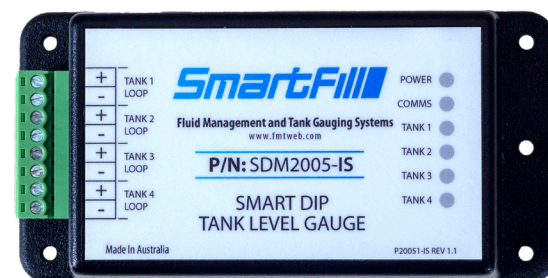 + TANK 1
- LOOP
+ TANK 2
- LOOP
+ TANK 3
- LOOP
+ TANK 4
- LOOP
SmartFill
Fluid Management and Tank Gauging Systems
www.fmtweb.com
P/N: SDM2005-IS
SMART DIP
TANK LEVEL GAUGE
POWER
COMMS
TANK 1
TANK 2
TANK 3
TANK 4
Made In Australia
P20051-IS REV 1.1